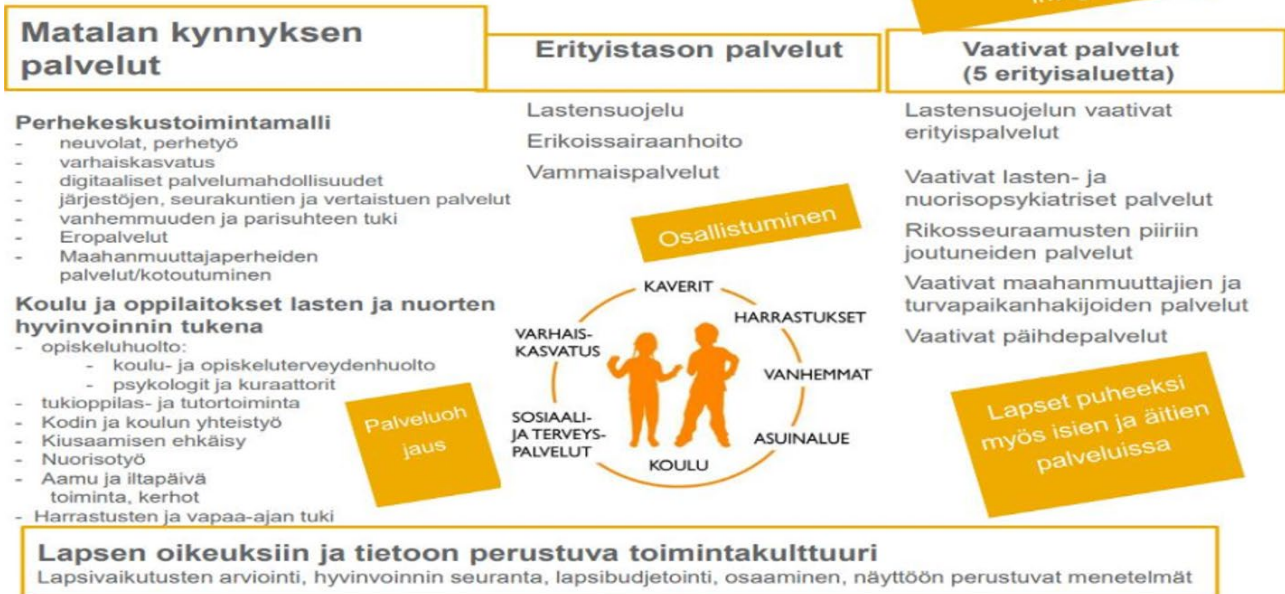 Matalan kynnyksen
palvelut
Perhekeskustoimintamalli
- neuvolat, perhetyö
- varhaiskasvatus
- digitaaliset palvelumahdollisuudet
- järjestöjen, seurakuntien ja vertaistuen palvelut
- vanhemmuuden ja parisuhteen tuki
- Eropalvelut
- Maahanmuuttajaperheiden
palvelut/kotoutuminen
Koulu ja oppilaitokset lasten ja nuorten
hyvinvoinnin tukena
- opiskeluhuolto:
- koulu- ja opiskeluterveydenhuolto
- psykologit ja kuraattorit
- tukioppilas- ja tutortoiminta
- Kodin ja koulun yhteistyö
- Kiusaamisen ehkäisy
- Nuorisotyö
- Aamu ja iltapäivä
toiminta, kerhot
- Harrastusten ja vapaa-ajan tuki
Palveluoh
jaus
Erityistason palvelut
Lastensuojelu
Erikoissairaanhoito
Vammaispalvelut
Osallistuminen
KAVERIT
HARRASTUKSET
VANHEMMAT
ASUINALUE
KOULU
SOSIAALI-
JA TERVEYS-
PALVELUT
VARHAIS-
KASVATUS
Vaativat palvelut
(5 erityisaluetta)
Lastensuojelun vaativat
erityispalvelut
Vaativat lasten- ja
nuorisopsykiatriset palvelut
Rikosseuraamusten piiriin
joutuneiden palvelut
Vaativat maahanmuuttajien ja
turvapaikanhakijoiden palvelut
Vaativat päihdepalvelut
Lapset puheeksi
myös isien ja äitien
palveluissa
Lapsen oikeuksiin ja tietoon perustuva toimintakulttuuri
Lapsivaikutusten arviointi, hyvinvoinnin seuranta, lapsibudjetointi, osaaminen, näyttöön perustuvat menetelmät